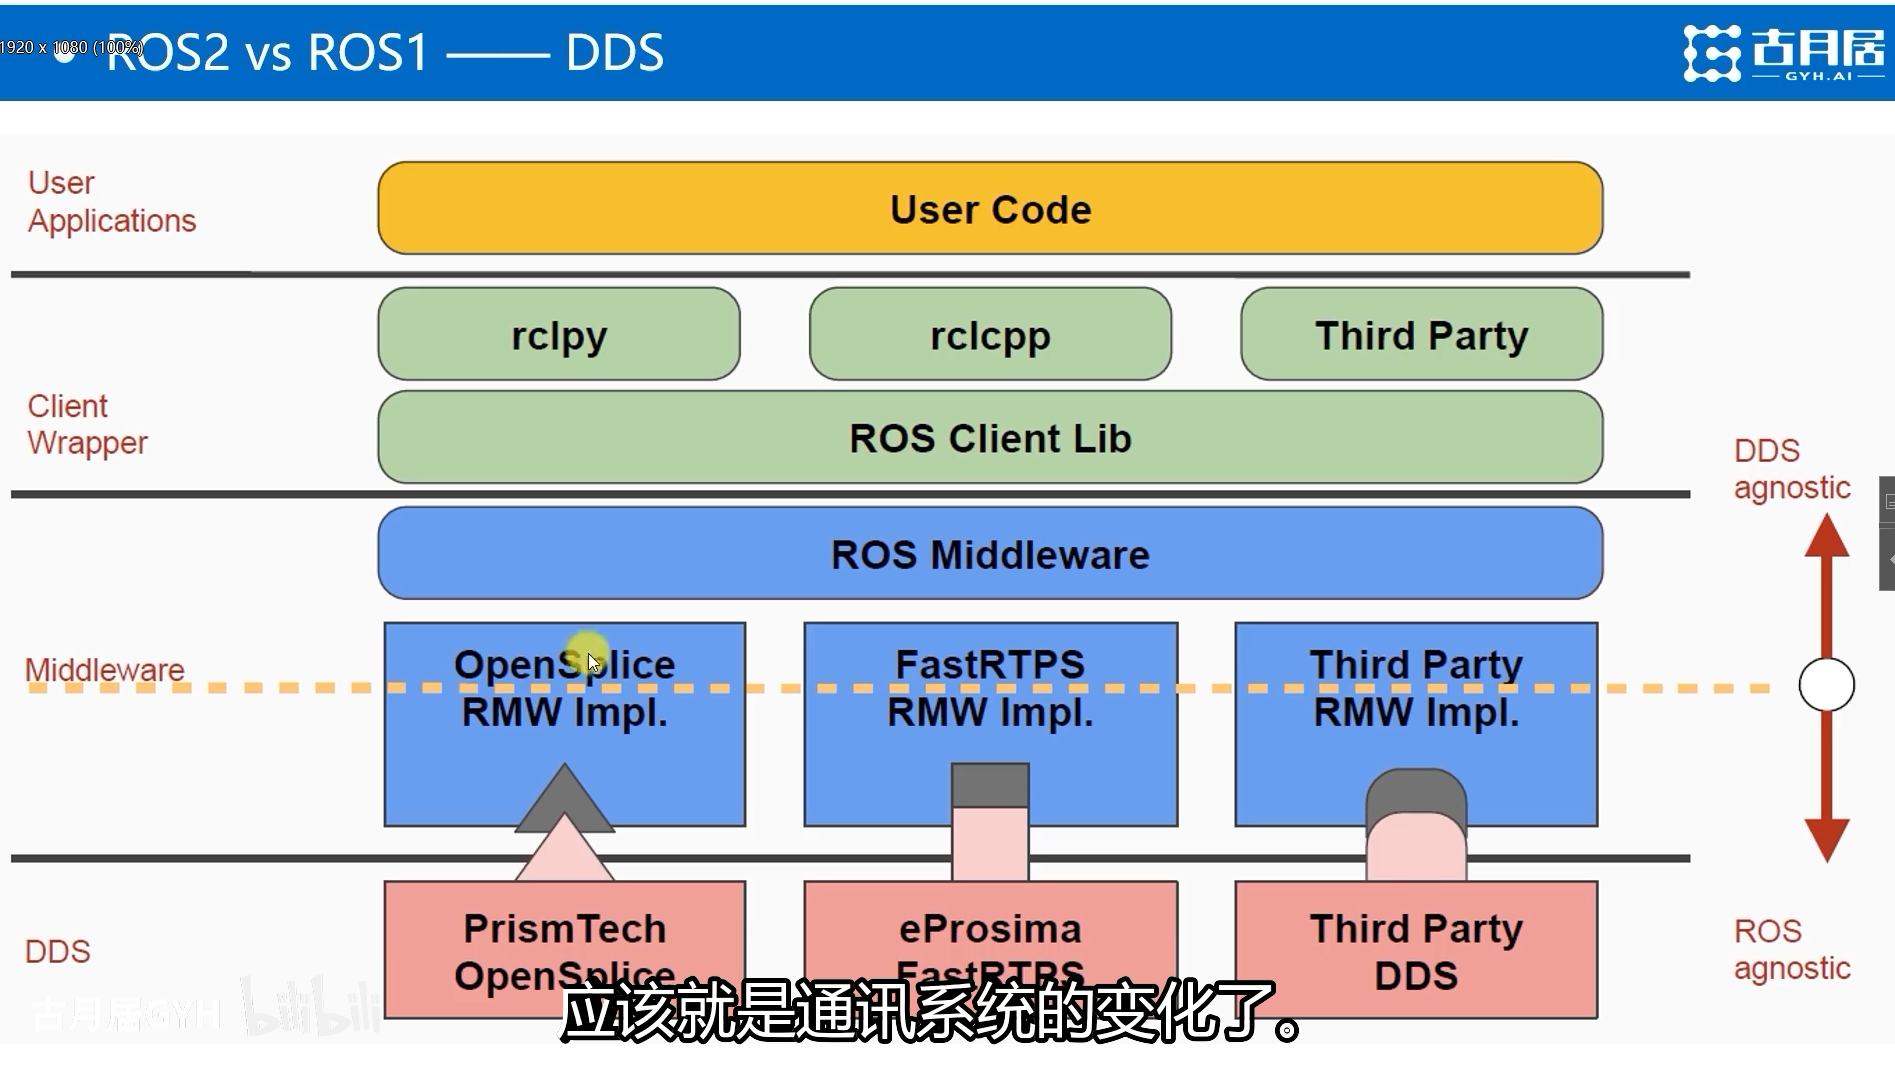 1920 x 1080 (100%)
ROS2 vs ROS1 —— DDS
古月居
GYH.AI
User
Applications
User Code
rclpy
rclcpp
Third Party
Client
Wrapper
ROS Client Lib
DDS
agnostic
ROS Middleware
Middleware
OpenSplice
RMW Impl.
FastRTPS
RMW Impl.
Third Party
RMW Impl.
DDS
PrismTech
OpenSplice
eProsima
FastRTPS
Third Party
DDS
ROS
agnostic
古月居GYH bilibili
应该就是通讯系统的变化了。